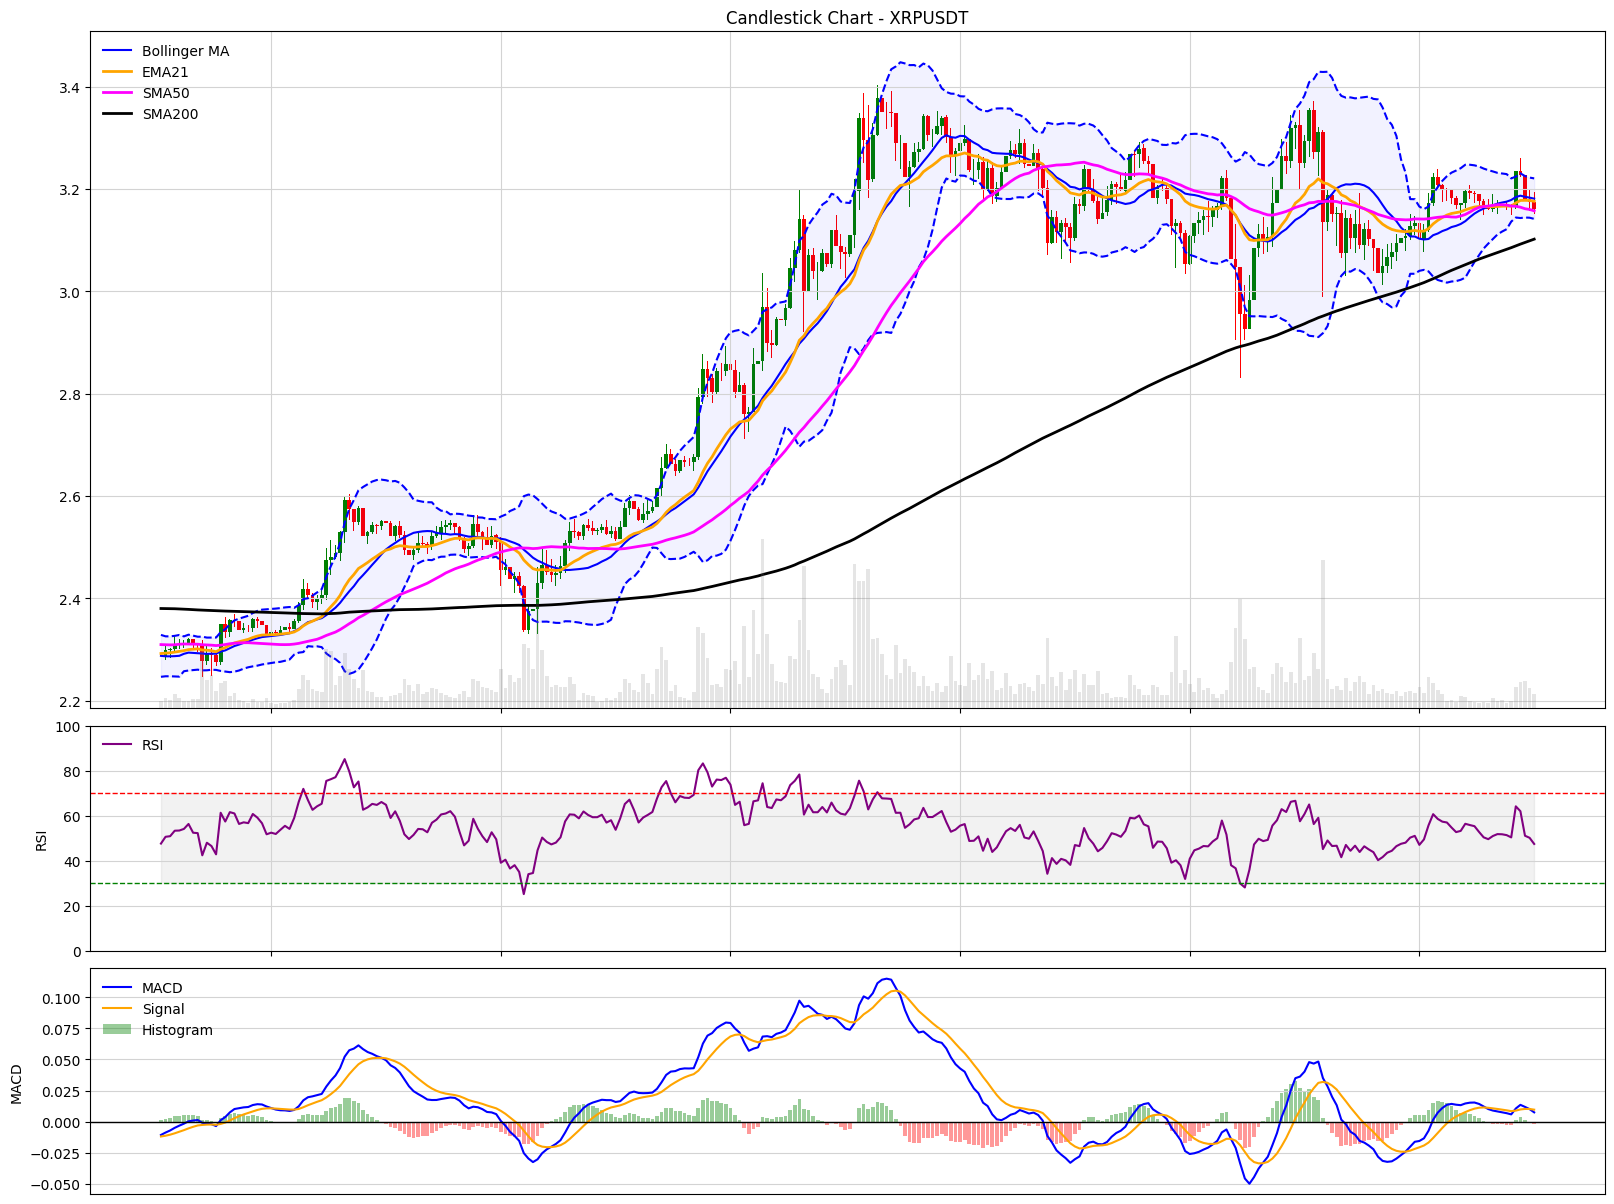 Candlestick Chart - XRPUSDT
Bollinger MA
EMA21
SMA50
SMA200
3.4
3.2
3.0
2.8
2.6
2.4
2.2
RSI
100
80
60
40
20
0
RSI
MACD
Signal
Histogram
0.100
0.075
0.050
0.025
0.000
−0.025
−0.050
MACD